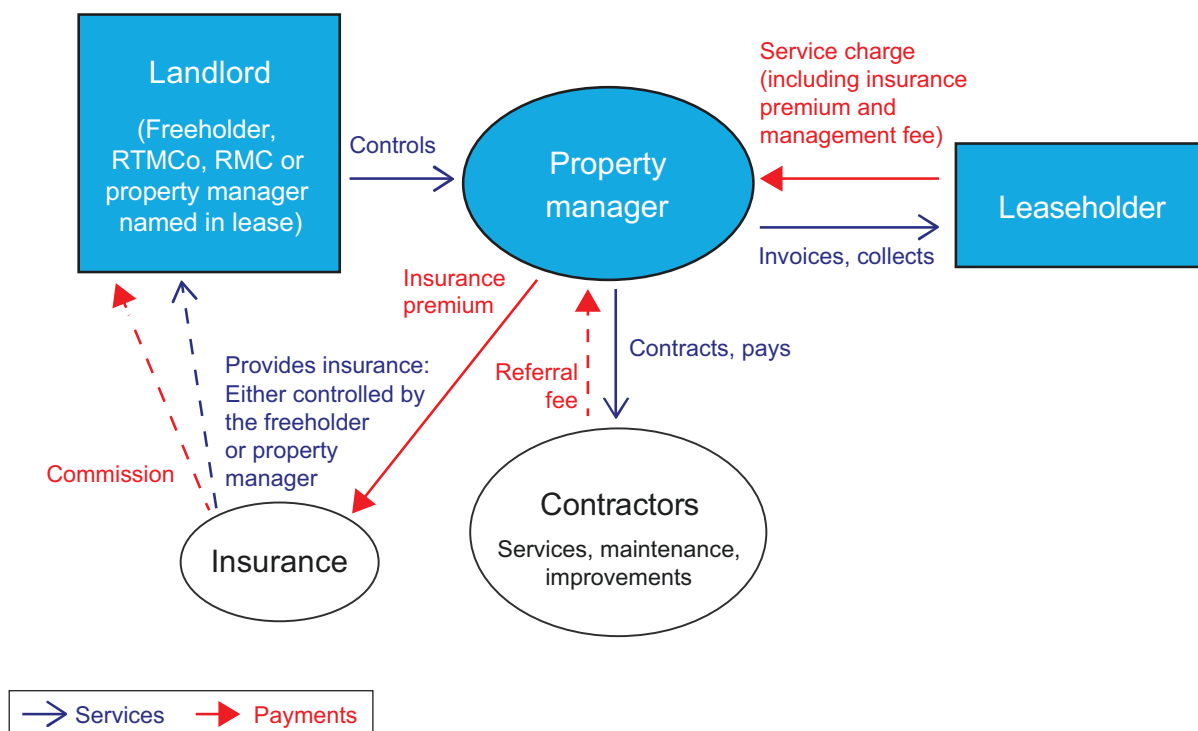 Landlord
(Freeholder,
RTMCo, RMC or
property manager
named in lease)
Controls
Property
manager
Service charge
(including insurance
premium and
management fee)
Leaseholder
Invoices, collects
Insurance
premium
Contracts, pays
Referral
fee
Provides insurance:
Either controlled by
the freeholder
or property
manager
Commission
Insurance
Contractors
Services, maintenance,
improvements
Services
Payments